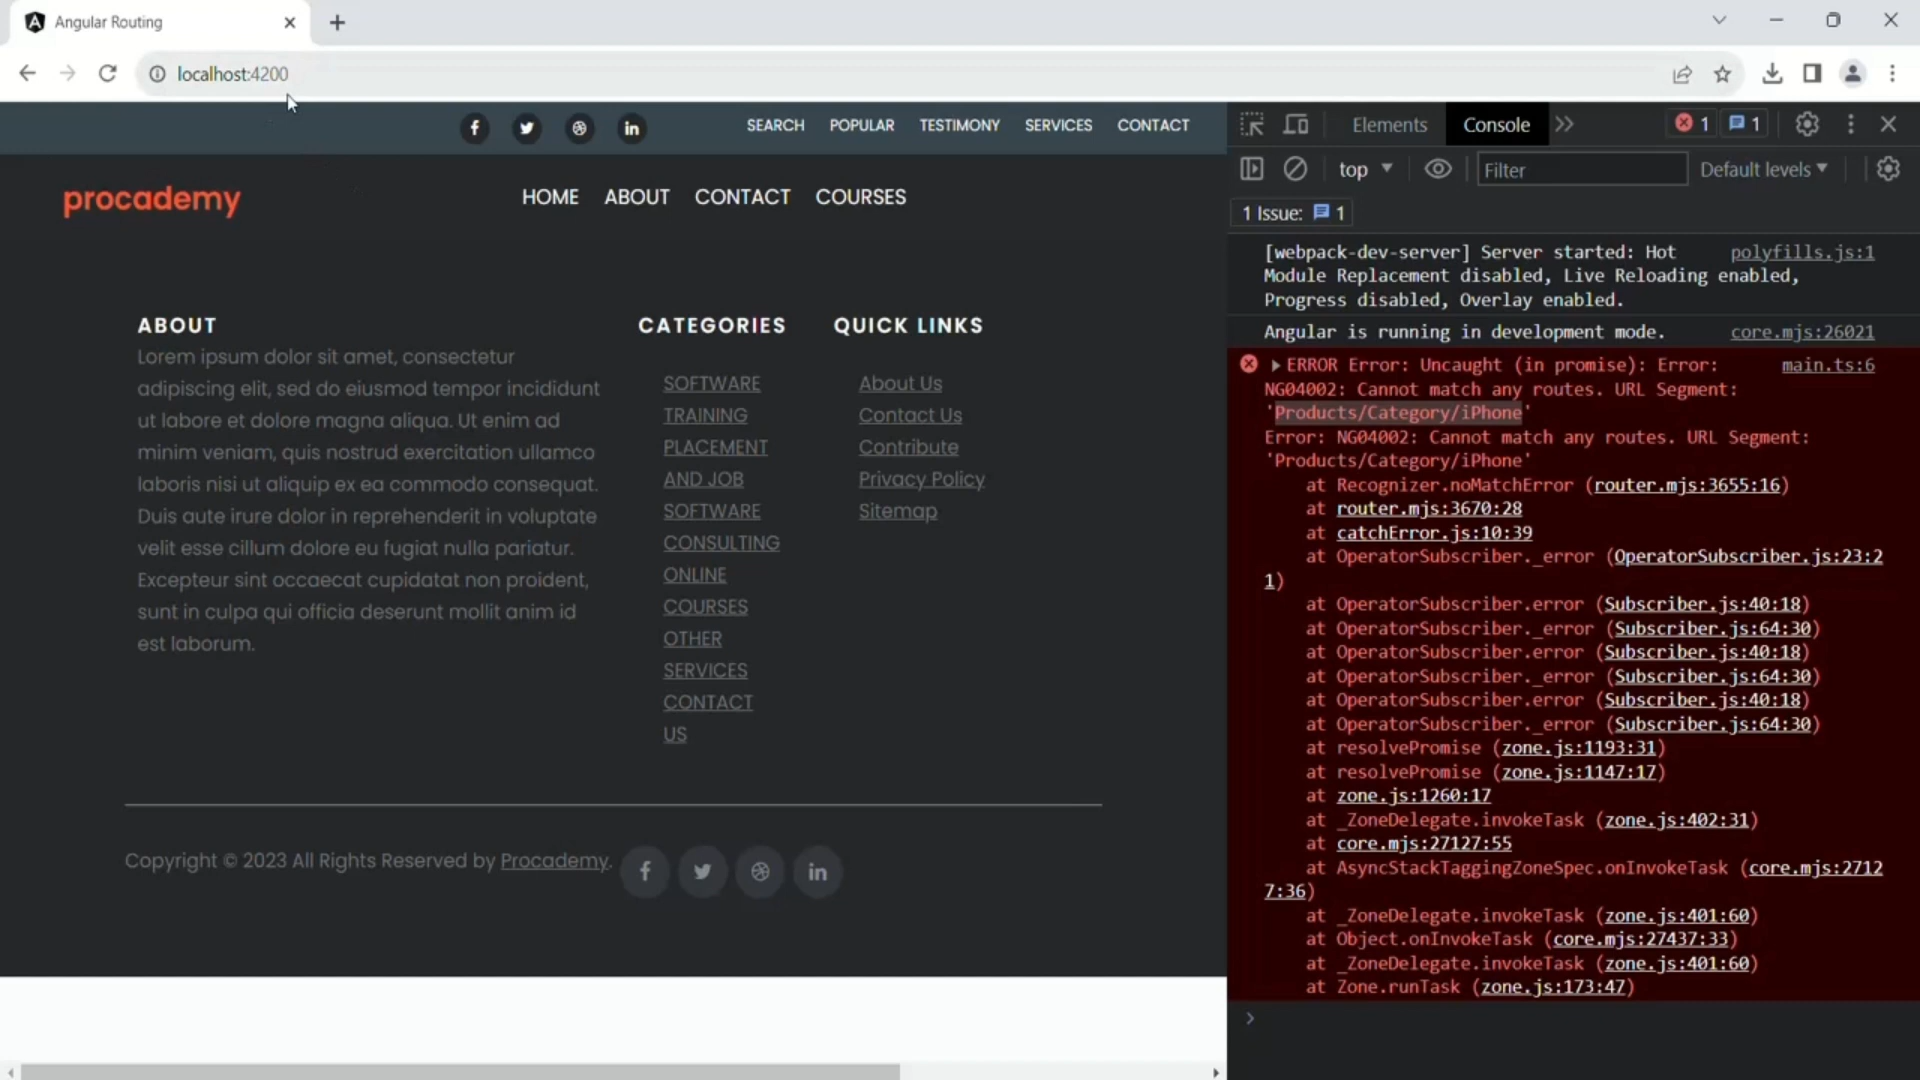 Angular Routing
localhost:4200
SEARCH POPULAR TESTIMONY SERVICES CONTACT
procademy
HOME ABOUT CONTACT COURSES
ABOUT
Lorem ipsum dolor sit amet, consectetur
adipiscing elit, sed do eiusmod tempor incididunt
ut labore et dolore magna aliqua. Ut enim ad
minim veniam, quis nostrud exercitation ullamco
laboris nisi ut aliquip ex ea commodo consequat.
Duis aute irure dolor in reprehenderit in voluptate
velit esse cillum dolore eu fugiat nulla pariatur.
Excepteur sint occaecat cupidatat non proident,
sunt in culpa qui officia deserunt mollit anim id
est laborum.
CATEGORIES
SOFTWARE
TRAINING
PLACEMENT
AND JOB
SOFTWARE
CONSULTING
ONLINE
COURSES
OTHER
SERVICES
CONTACT
US
QUICK LINKS
About Us
Contact Us
Contribute
Privacy Policy
Sitemap
Copyright © 2023 All Rights Reserved by Procademy.
Elements Console 1 1
top Filter Default levels
1 Issue: 1
[webpack-dev-server] Server started: Hot polyfills.js:1
Module Replacement disabled, Live Reloading enabled,
Progress disabled, Overlay enabled.
Angular is running in development mode. core.mjs:26021
ERROR Error: Uncaught (in promise): Error: main.ts:6
NG04002: Cannot match any routes. URL Segment:
'Products/Category/iPhone'
Error: NG04002: Cannot match any routes. URL Segment:
'Products/Category/iPhone'
at Recognizer.noMatchError (router.mjs:3655:16)
at router.mjs:3670:28
at catchError.js:10:39
at OperatorSubscriber._error (OperatorSubscriber.js:23:2
1)
at OperatorSubscriber.error (Subscriber.js:40:18)
at OperatorSubscriber._error (Subscriber.js:64:30)
at OperatorSubscriber.error (Subscriber.js:40:18)
at OperatorSubscriber._error (Subscriber.js:64:30)
at OperatorSubscriber.error (Subscriber.js:40:18)
at OperatorSubscriber._error (Subscriber.js:64:30)
at resolvePromise (zone.js:1193:31)
at resolvePromise (zone.js:1147:17)
at zone.js:1260:17
at _ZoneDelegate.invokeTask (zone.js:402:31)
at core.mjs:27127:55
at AsyncStackTaggingZoneSpec.onInvokeTask (core.mjs:2712
7:36)
at _ZoneDelegate.invokeTask (zone.js:401:60)
at Object.onInvokeTask (core.mjs:27437:33)
at _ZoneDelegate.invokeTask (zone.js:401:60)
at Zone.runTask (zone.js:173:47)